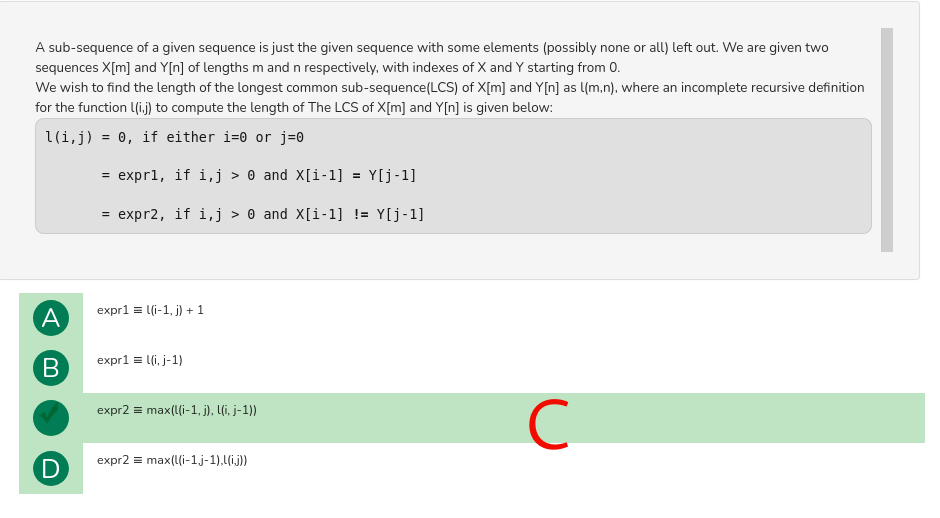 A sub-sequence of a given sequence is just the given sequence with some elements (possibly none or all) left out. We are given two
sequences X[m] and Y[n] of lengths m and n respectively, with indexes of X and Y starting from 0.
We wish to find the length of the longest common sub-sequence(LCS) of X[m] and Y[n] as l(m,n), where an incomplete recursive definition
for the function l(i,j) to compute the length of The LCS of X[m] and Y[n] is given below:
l(i,j) = 0, if either i=0 or j=0
= expr1, if i,j > 0 and X[i-1] = Y[j-1]
= expr2, if i,j > 0 and X[i-1] != Y[j-1]
A expr1 ≡ l(i-1, j) + 1
B expr1 ≡ l(i, j-1)
expr2 ≡ max(l(i-1, j), l(i, j-1)) C
D expr2 ≡ max(l(i-1,j-1),l(i,j))